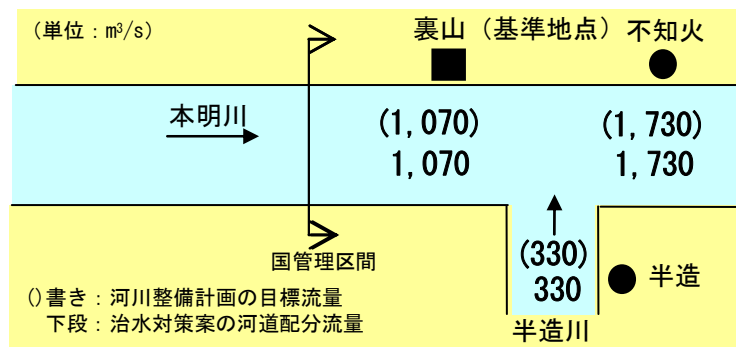 (単位:m³/s)
裏山(基準地点) 不知火
本明川
(1,070)
1,070
(1,730)
1,730
国管理区間
(330)
330
半造
半造川
()書き:河川整備計画の目標流量
下段:治水対策案の河道配分流量